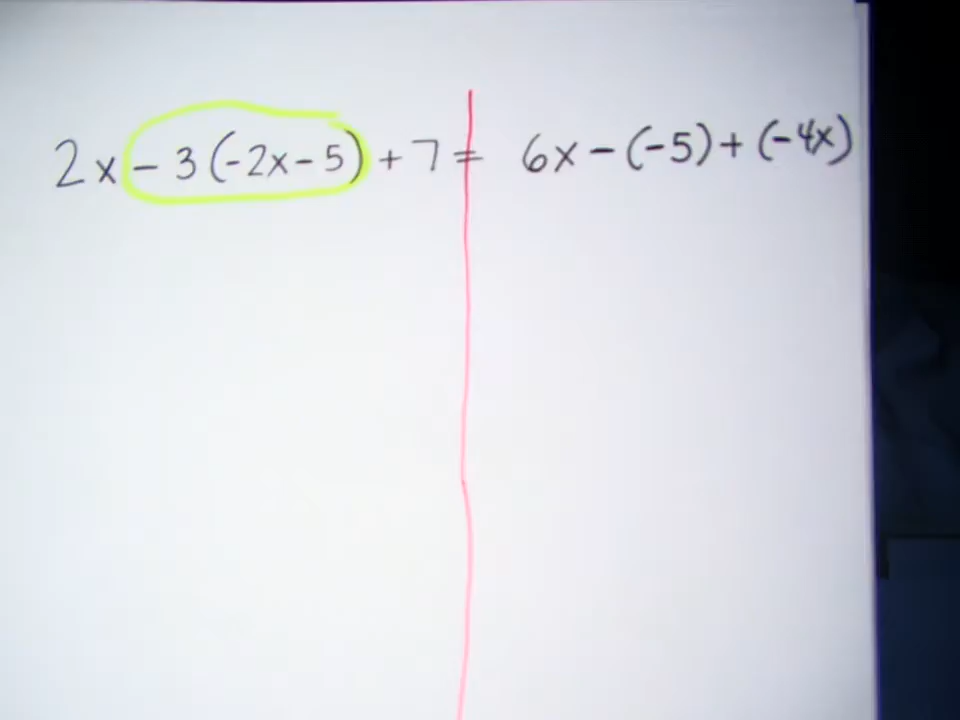 2x - 3(-2x - 5) + 7 = 6x - (-5) + (-4x)